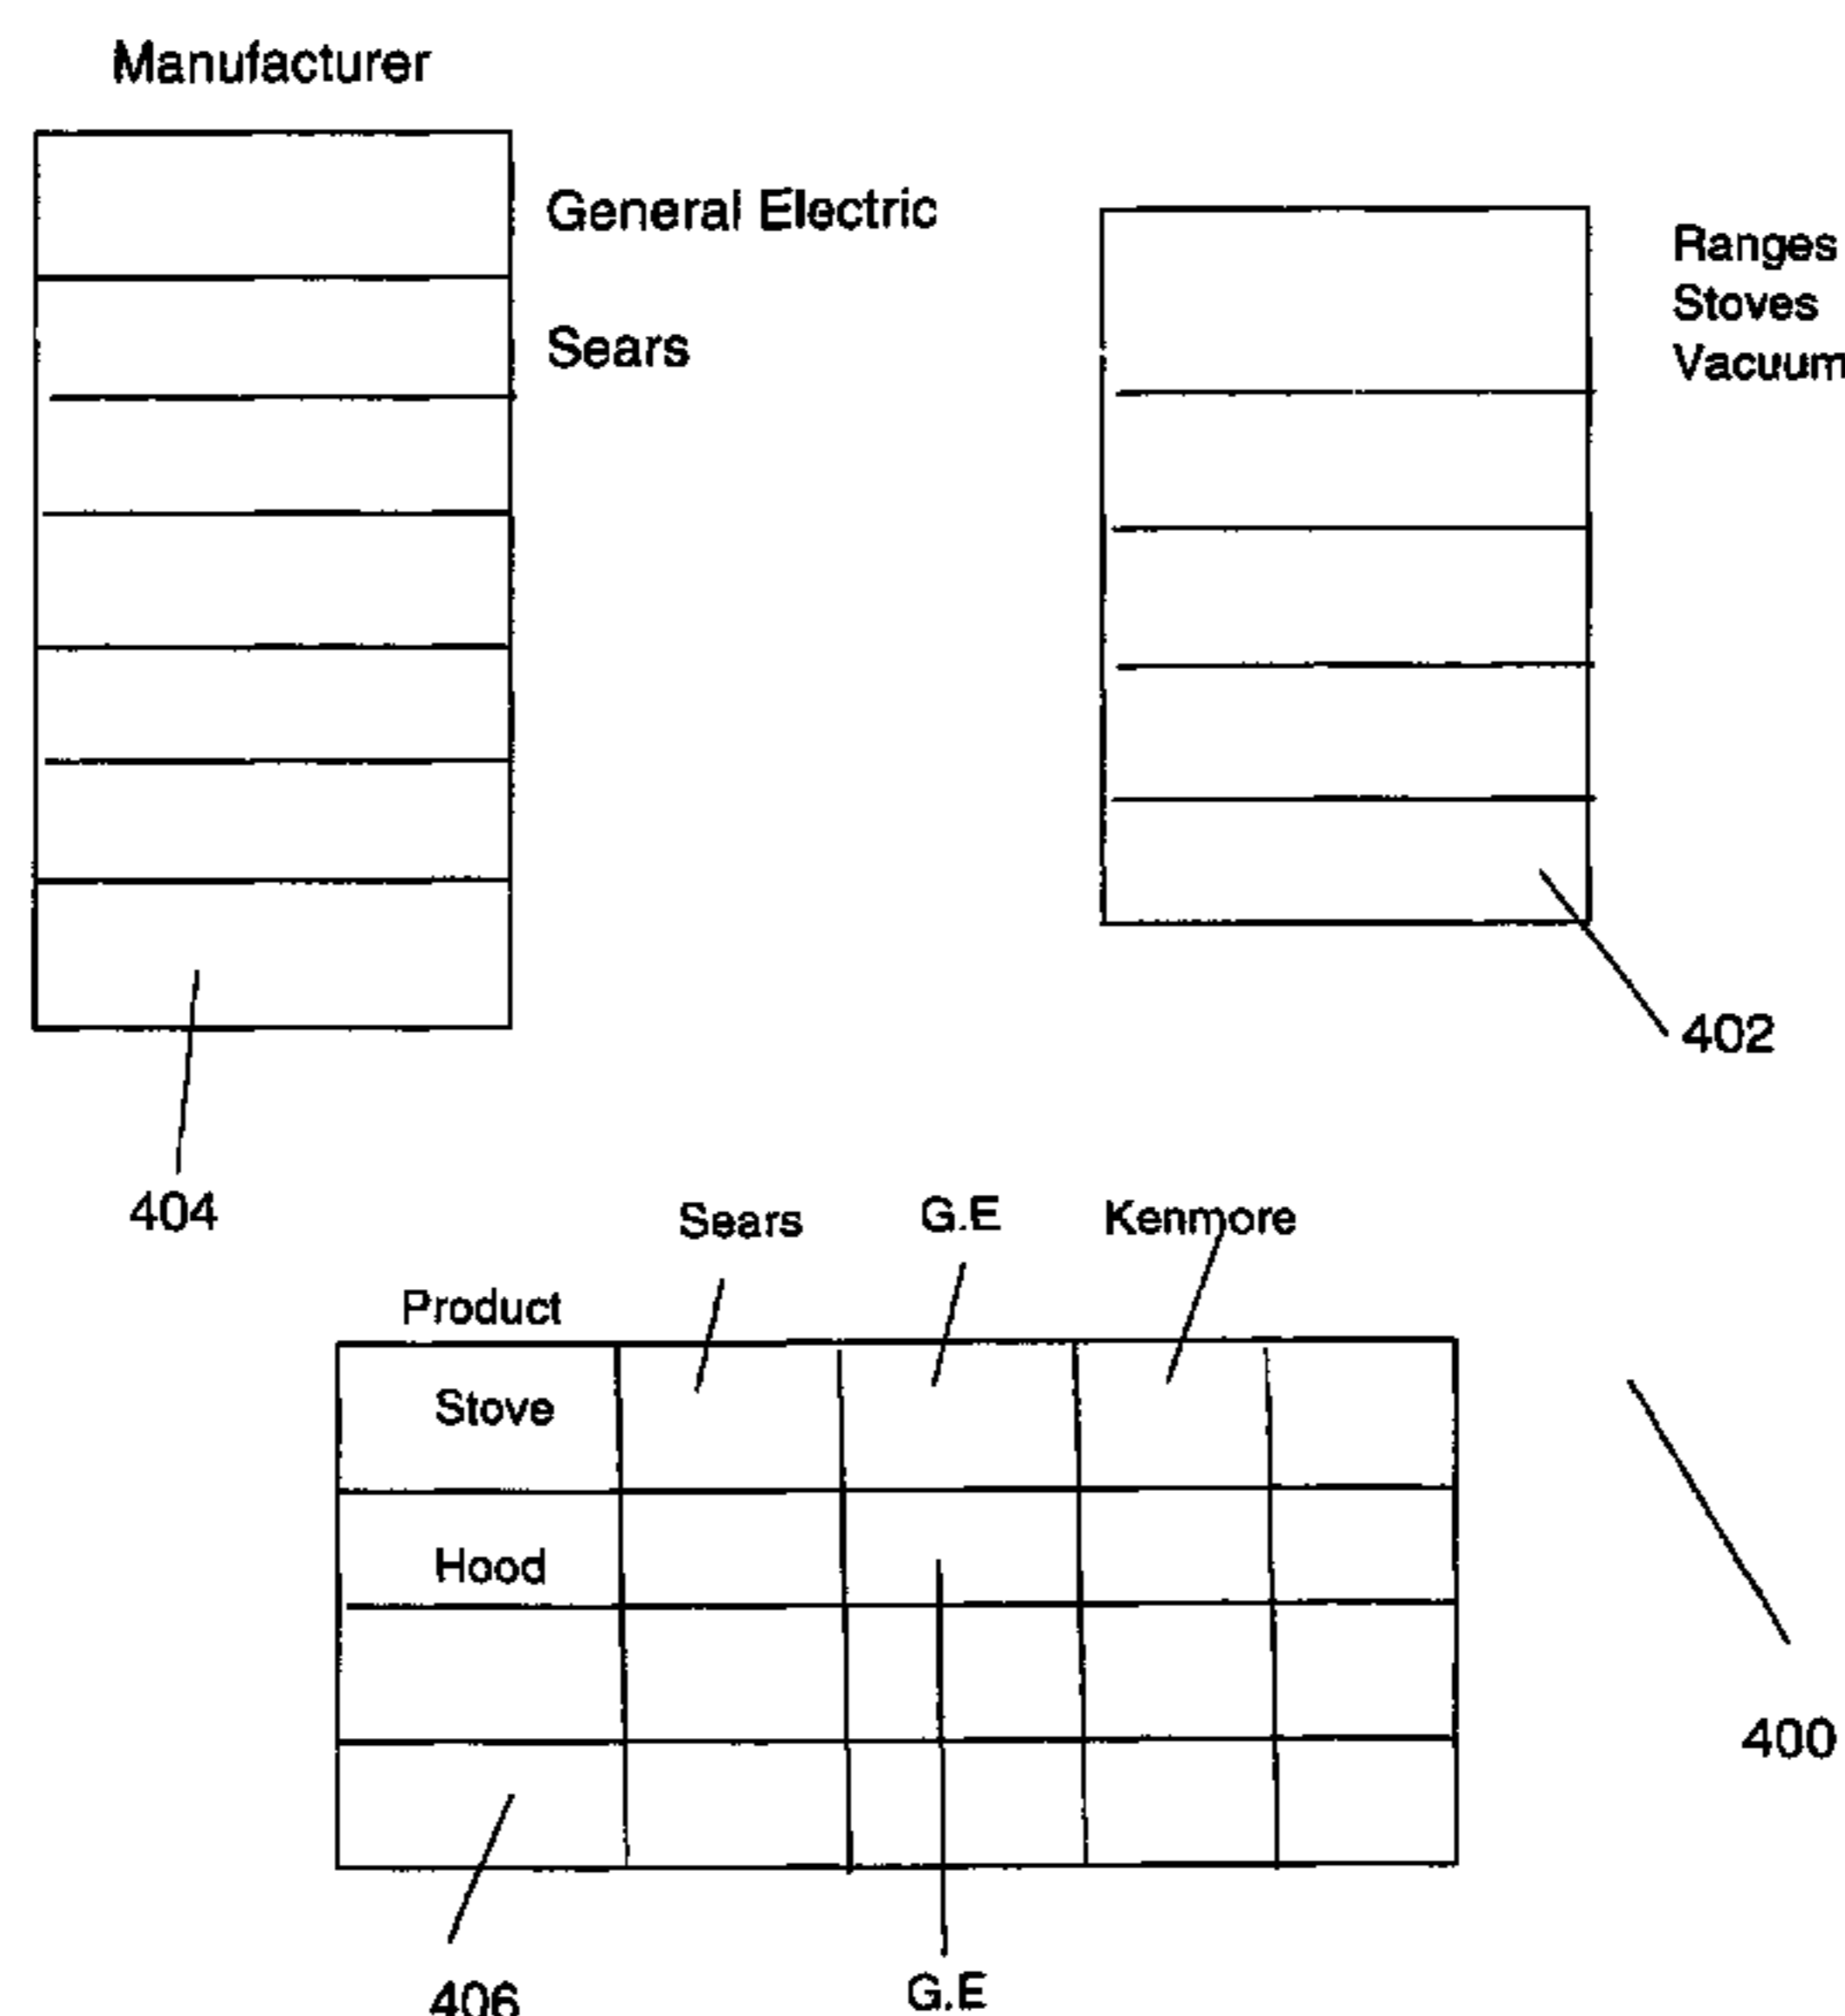 Manufacturer
General Electric
Sears
Ranges
Stoves
Vacuum
402
404
Sears
G.E
Kenmore
Product
Stove
Hood
400
406
G.E